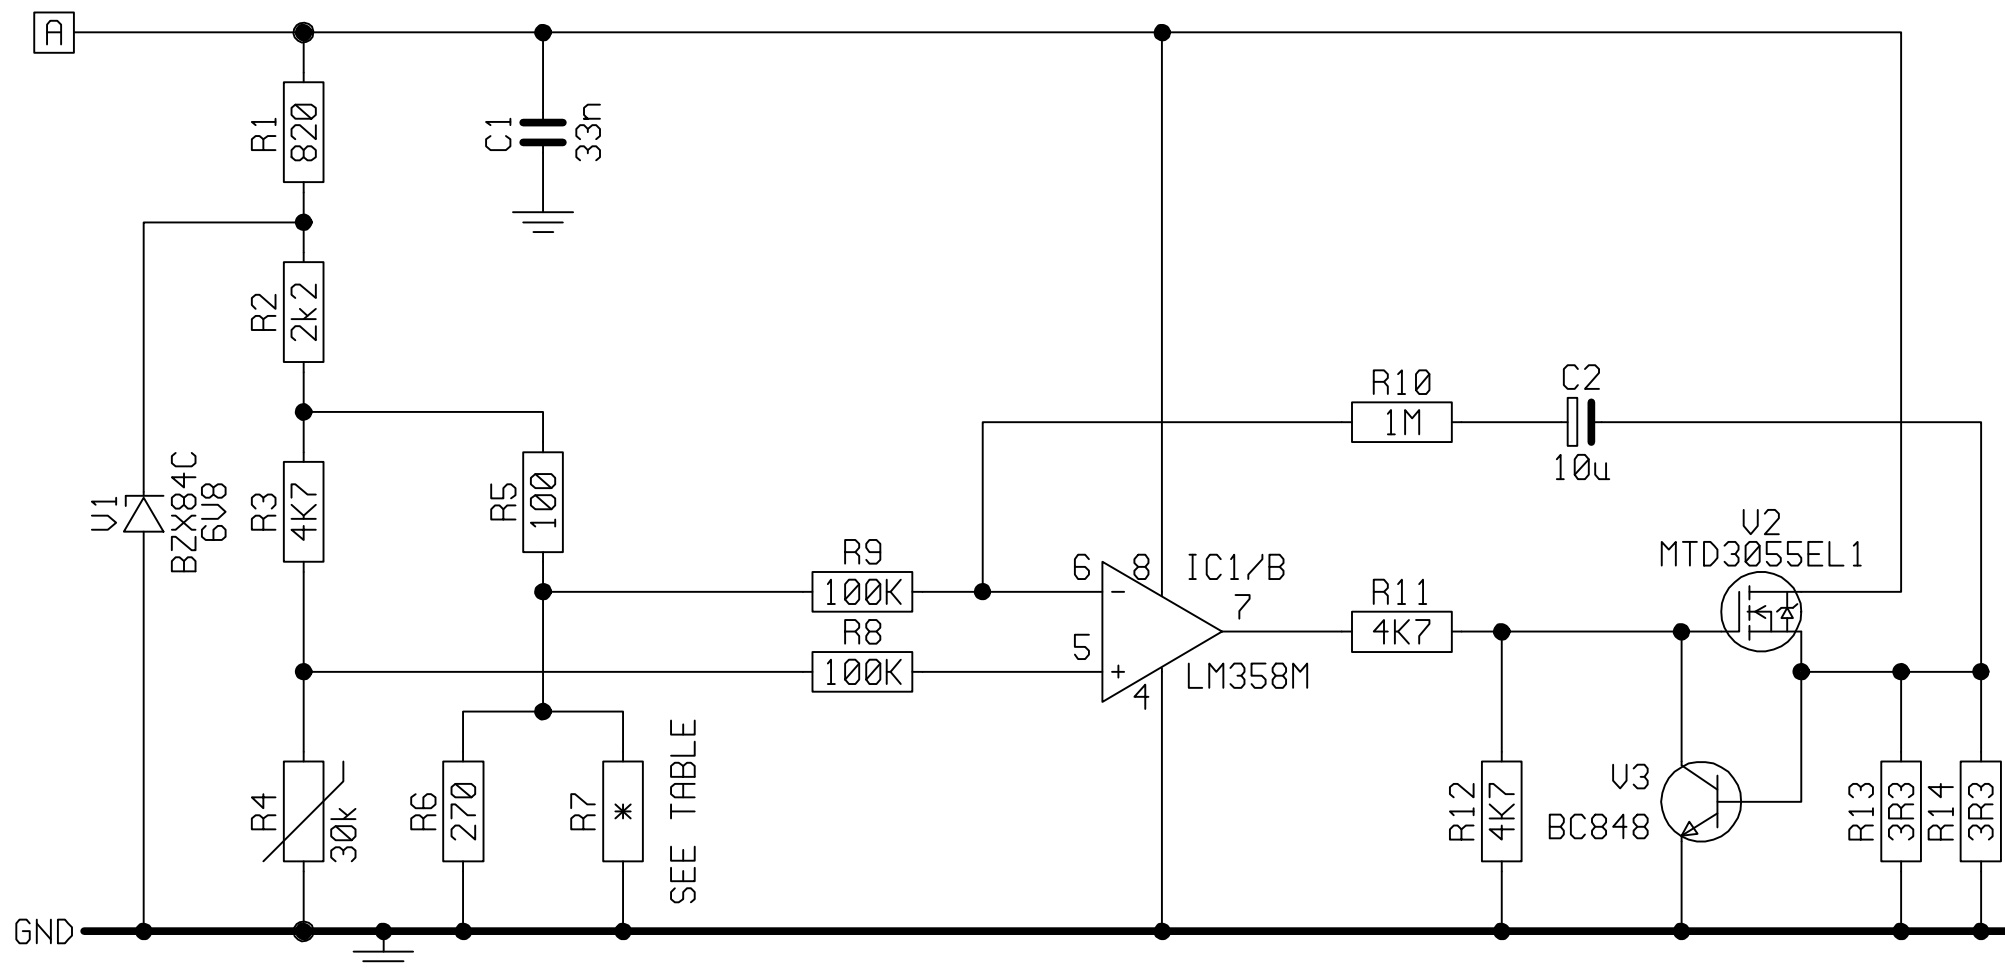 A
R1
820
C1
33n
R2
2k2
R10
1M
C2
10u
V1
BZX84C
6V8
R3
4K7
R5
100
V2
MTD3055EL1
R9
100K
6
8
IC1/B
-
7
R11
4K7
R8
100K
5
+
4
LM358M
R4
30k
R6
270
R7
*
SEE TABLE
R12
4K7
V3
BC848
R13
3R3
R14
3R3
GND